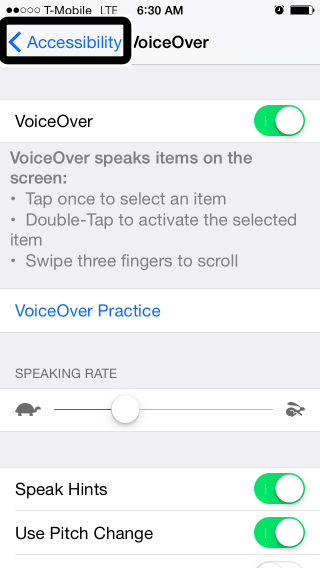 T-Mobile LTE 6:30 AM
Accessibility VoiceOver
VoiceOver
VoiceOver speaks items on the
screen:
• Tap once to select an item
• Double-Tap to activate the selected
item
• Swipe three fingers to scroll
VoiceOver Practice
SPEAKING RATE
Speak Hints
Use Pitch Change